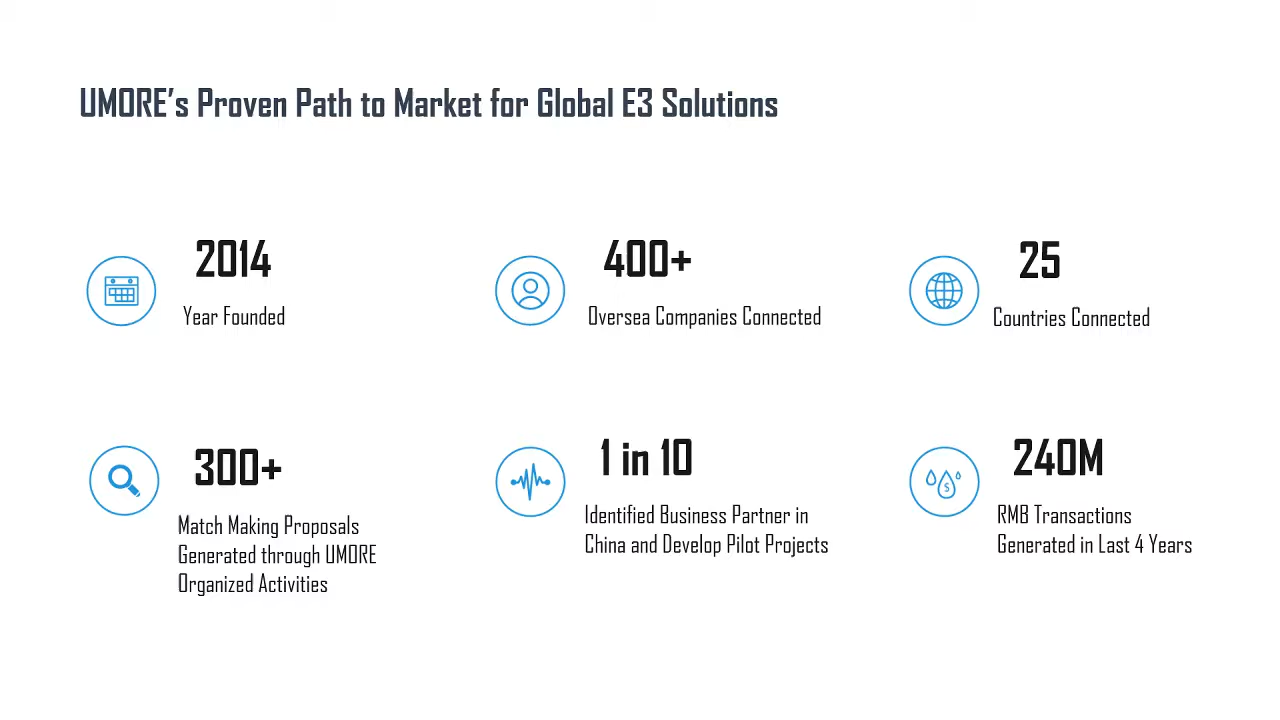 UMORE's Proven Path to Market for Global E3 Solutions
2014
Year Founded
400+
Oversea Companies Connected
25
Countries Connected
300+
Match Making Proposals
Generated through UMORE
Organized Activities
1 in 10
Identified Business Partner in
China and Develop Pilot Projects
$
240M
RMB Transactions
Generated in Last 4 Years